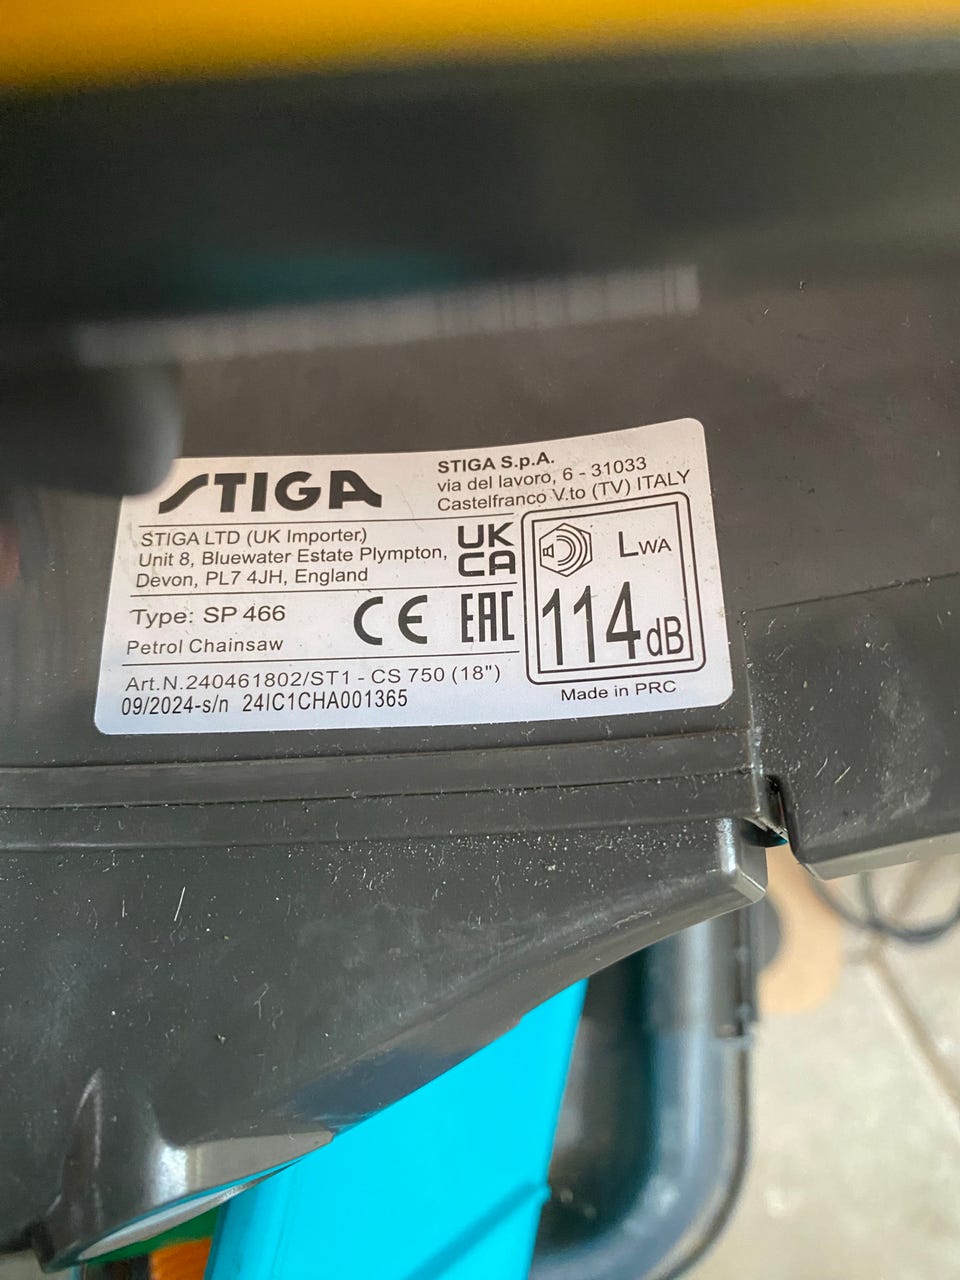 STIGA
STIGA S.p.A.
via del lavoro, 6 - 31033
Castelfranco V.to (TV) ITALY
STIGA LTD (UK Importer)
Unit 8, Bluewater Estate Plympton,
Devon, PL7 4JH, England
UK
CA
Type: SP 466
Petrol Chainsaw
CE EAC
LWA
114 dB
Art.N.240461802/ST1 - CS 750 (18")
09/2024-s/n 24IC1CHA001365
Made in PRC